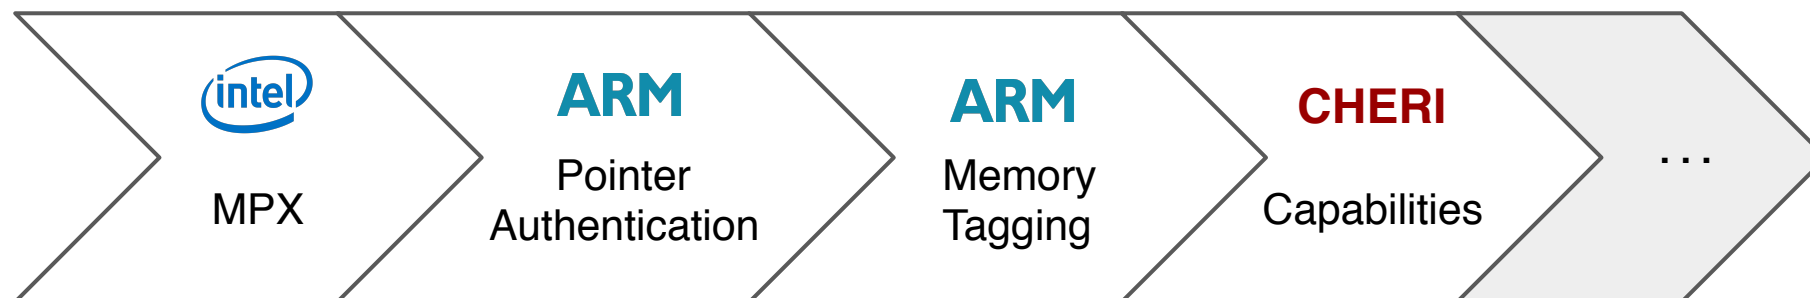 intel
MPX
ARM
Pointer
Authentication
ARM
Memory
Tagging
CHERI
Capabilities
...